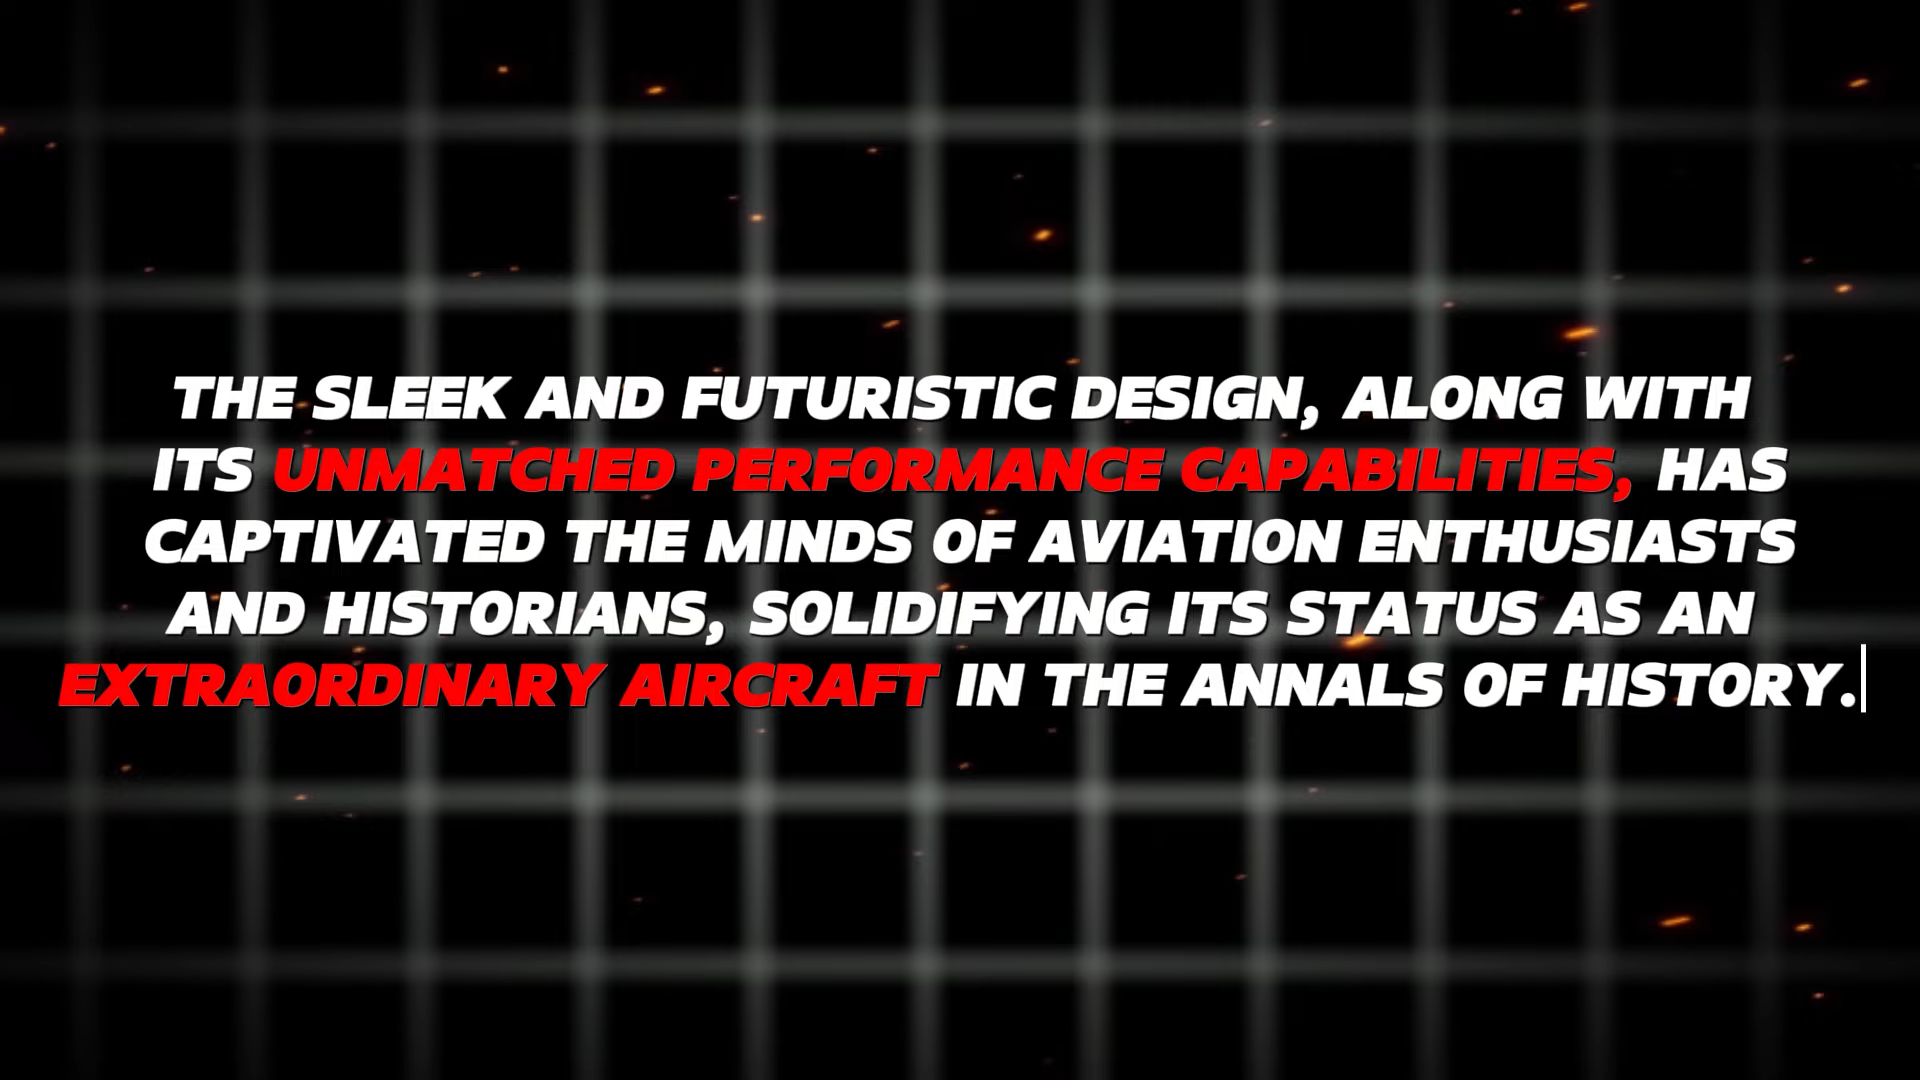 THE SLEEK AND FUTURISTIC DESIGN, ALONG WITH
ITS UNMATCHED PERFORMANCE CAPABILITIES, HAS
CAPTIVATED THE MINDS OF AVIATION ENTHUSIASTS
AND HISTORIANS, SOLIDIFYING ITS STATUS AS AN
EXTRAORDINARY AIRCRAFT IN THE ANNALS OF HISTORY.